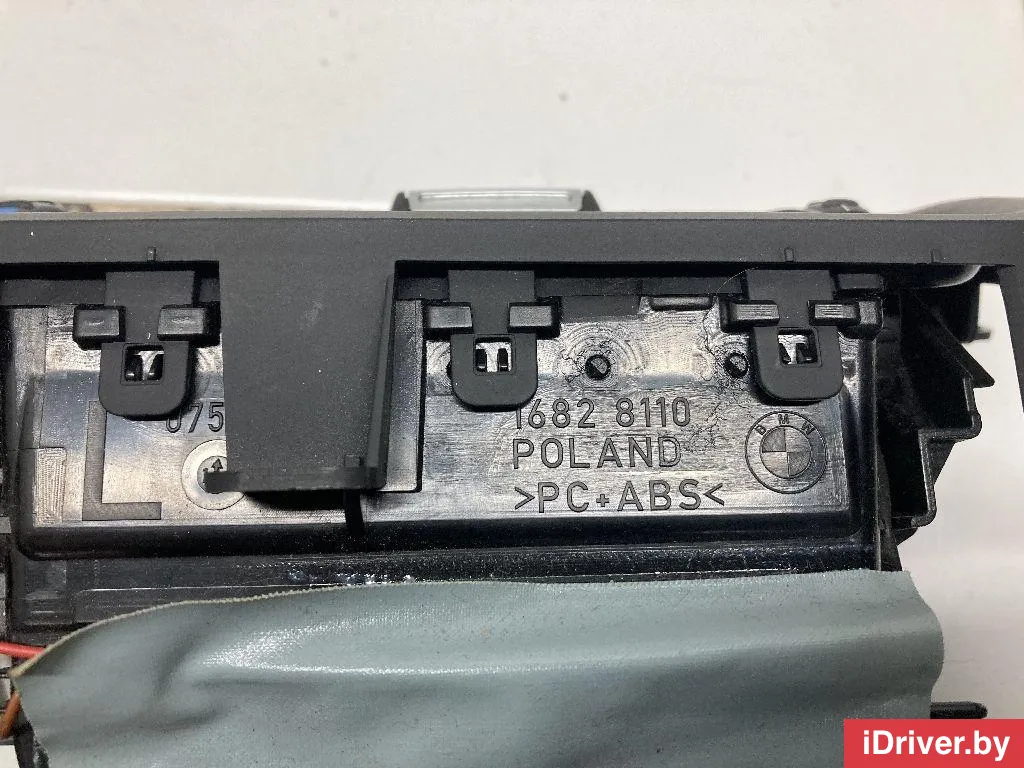 L
075
1682 8110
POLAND
>PC+ABS<
BMW
iDriver.by